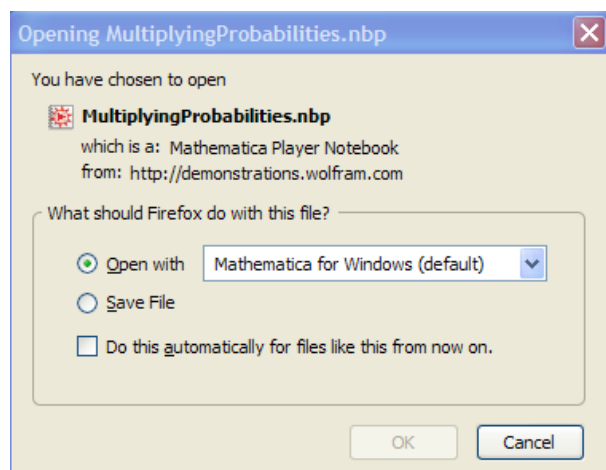 Opening MultiplyingProbabilities.nbp
You have chosen to open
MultiplyingProbabilities.nbp
which is a: Mathematica Player Notebook
from: http://demonstrations.wolfram.com
What should Firefox do with this file?
Open with Mathematica for Windows (default)
Save File
Do this automatically for files like this from now on.
OK Cancel